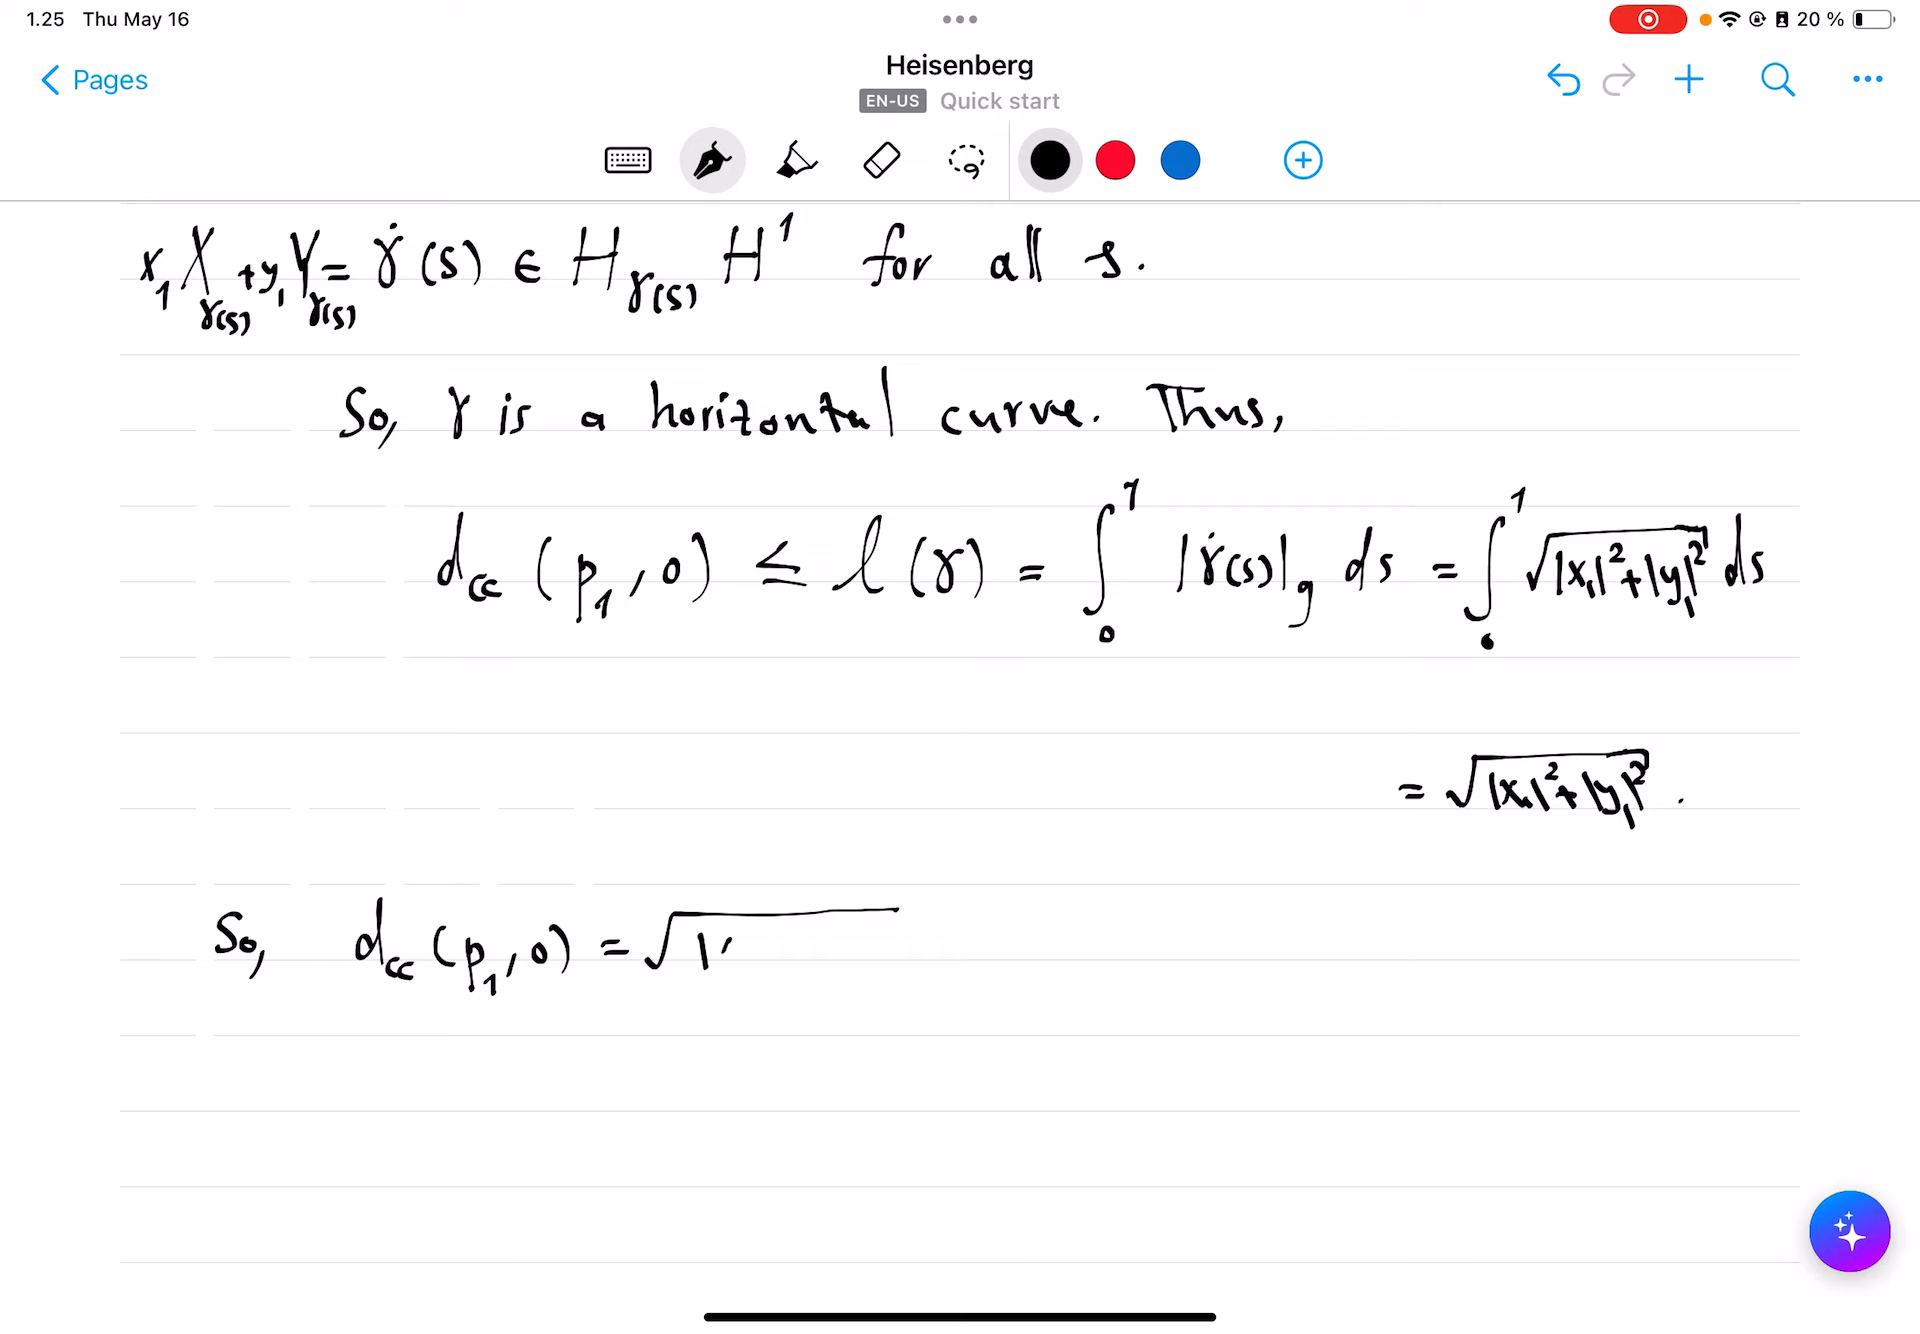 1.25 Thu May 16 20 %
Pages Heisenberg
EN-US Quick start
x₁X_γ(s) + y₁Y_γ(s) = γ̇(s) ∈ H_γ(s) H¹ for all s.
So, γ is a horizontal curve. Thus,
d_cc (p₁, 0) ≤ l(γ) = ∫₀¹ |γ̇(s)|_g ds = ∫₀¹ √(|x₁|²+|y₁|²) ds
= √(|x₁|²+|y₁|²) .
So, d_cc (p₁, 0) = √|